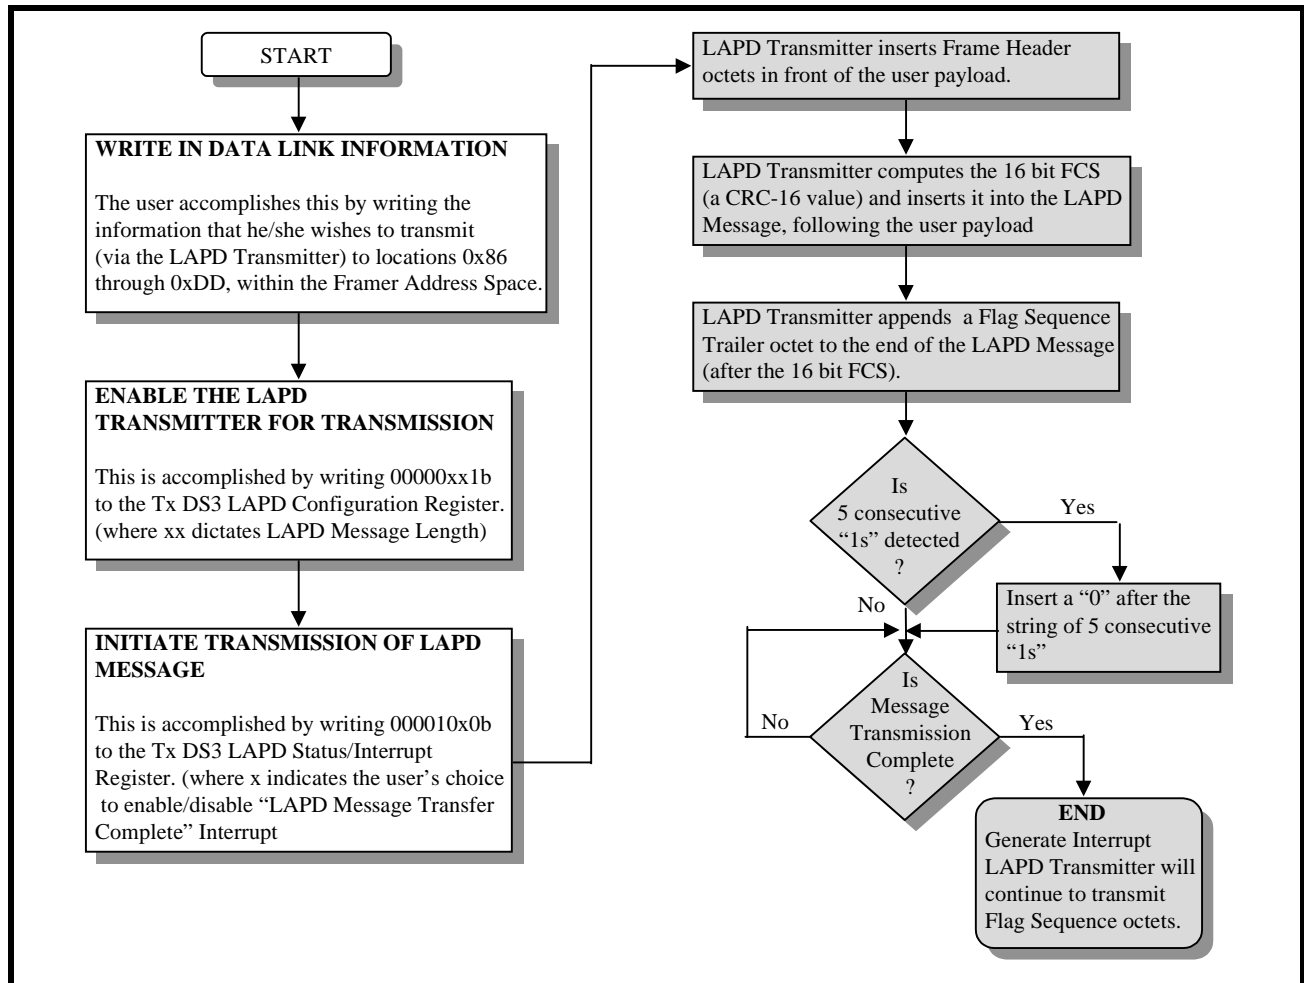 START
WRITE IN DATA LINK INFORMATION
The user accomplishes this by writing the
information that he/she wishes to transmit
(via the LAPD Transmitter) to locations 0x86
through 0xDD, within the Framer Address Space.
ENABLE THE LAPD
TRANSMITTER FOR TRANSMISSION
This is accomplished by writing 00000xx1b
to the Tx DS3 LAPD Configuration Register.
(where xx dictates LAPD Message Length)
INITIATE TRANSMISSION OF LAPD
MESSAGE
This is accomplished by writing 000010x0b
to the Tx DS3 LAPD Status/Interrupt
Register. (where x indicates the user's choice
to enable/disable “LAPD Message Transfer
Complete” Interrupt
LAPD Transmitter inserts Frame Header
octets in front of the user payload.
LAPD Transmitter computes the 16 bit FCS
(a CRC-16 value) and inserts it into the LAPD
Message, following the user payload
LAPD Transmitter appends a Flag Sequence
Trailer octet to the end of the LAPD Message
(after the 16 bit FCS).
Is
5 consecutive
“1s” detected
?
Yes
No
Insert a “0” after the
string of 5 consecutive
“1s”
Is
Message
Transmission
Complete
?
No
Yes
END
Generate Interrupt
LAPD Transmitter will
continue to transmit
Flag Sequence octets.